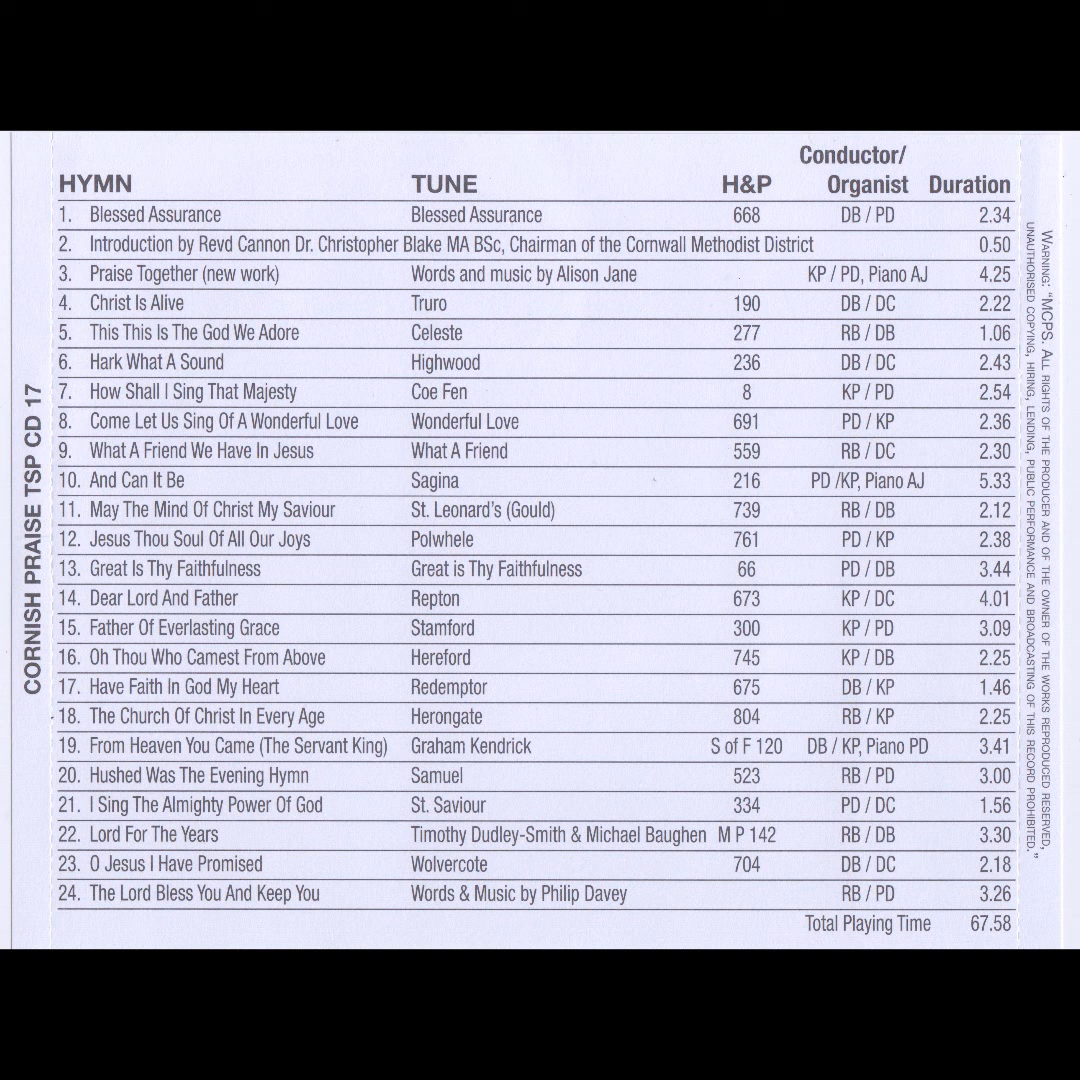 Conductor/
HYMN TUNE H&P Organist Duration
1. Blessed Assurance Blessed Assurance 668 DB / PD 2.34
2. Introduction by Revd Cannon Dr. Christopher Blake MA BSc, Chairman of the Cornwall Methodist District 0.50
3. Praise Together (new work) Words and music by Alison Jane KP / PD, Piano AJ 4.25
4. Christ Is Alive Truro 190 DB / DC 2.22
5. This This Is The God We Adore Celeste 277 RB / DB 1.06
6. Hark What A Sound Highwood 236 DB / DC 2.43
7. How Shall I Sing That Majesty Coe Fen 8 KP / PD 2.54
8. Come Let Us Sing Of A Wonderful Love Wonderful Love 691 PD / KP 2.36
9. What A Friend We Have In Jesus What A Friend 559 RB / DC 2.30
10. And Can It Be Sagina 216 PD /KP, Piano AJ 5.33
11. May The Mind Of Christ My Saviour St. Leonard's (Gould) 739 RB / DB 2.12
12. Jesus Thou Soul Of All Our Joys Polwhele 761 PD / KP 2.38
13. Great Is Thy Faithfulness Great is Thy Faithfulness 66 PD / DB 3.44
14. Dear Lord And Father Repton 673 KP / DC 4.01
15. Father Of Everlasting Grace Stamford 300 KP / PD 3.09
16. Oh Thou Who Camest From Above Hereford 745 KP / DB 2.25
17. Have Faith In God My Heart Redemptor 675 DB / KP 1.46
18. The Church Of Christ In Every Age Herongate 804 RB / KP 2.25
19. From Heaven You Came (The Servant King) Graham Kendrick S of F 120 DB / KP, Piano PD 3.41
20. Hushed Was The Evening Hymn Samuel 523 RB / PD 3.00
21. I Sing The Almighty Power Of God St. Saviour 334 PD / DC 1.56
22. Lord For The Years Timothy Dudley-Smith & Michael Baughen M P 142 RB / DB 3.30
23. O Jesus I Have Promised Wolvercote 704 DB / DC 2.18
24. The Lord Bless You And Keep You Words & Music by Philip Davey RB / PD 3.26
Total Playing Time 67.58
CORNISH PRAISE TSP CD 17
WARNING: "MCPS. ALL RIGHTS OF THE PRODUCER AND OF THE OWNER OF THE WORKS REPRODUCED RESERVED,
UNAUTHORISED COPYING, HIRING, LENDING, PUBLIC PERFORMANCE AND BROADCASTING OF THIS RECORD PROHIBITED."